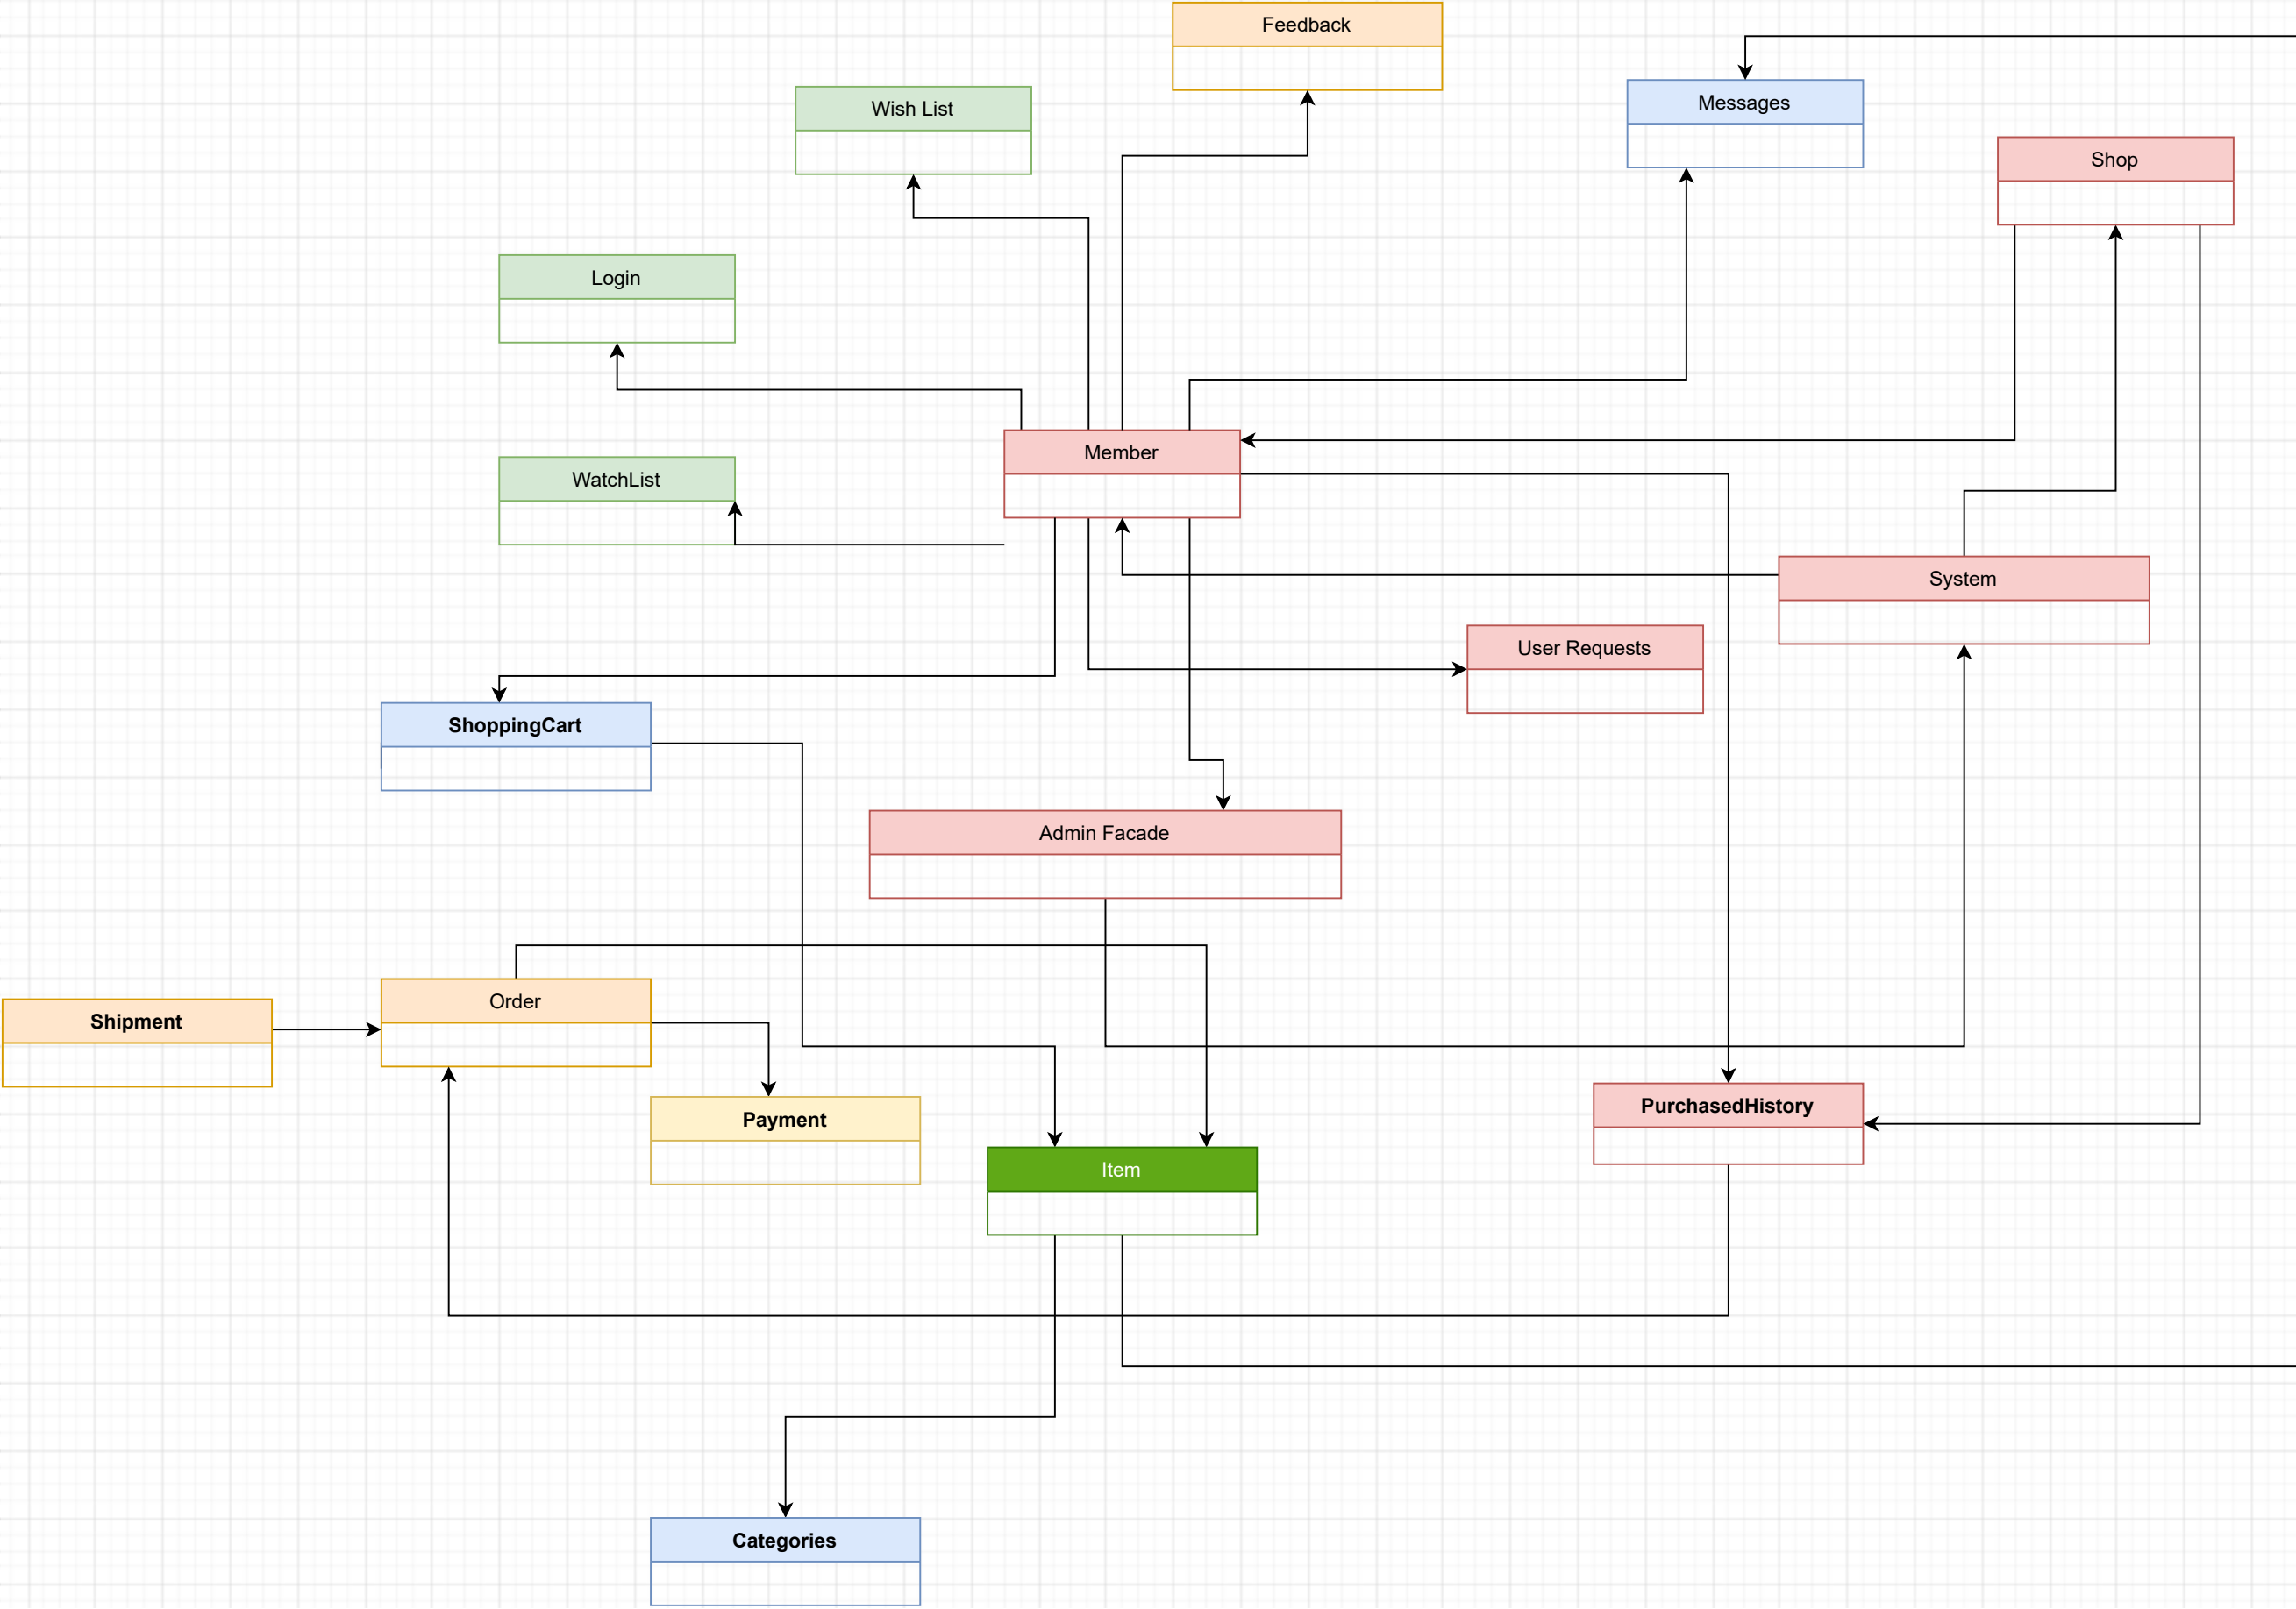 Feedback
Messages
Wish List
Shop
Login
Member
WatchList
System
User Requests
ShoppingCart
Admin Facade
Order
Shipment
PurchasedHistory
Payment
Item
Categories